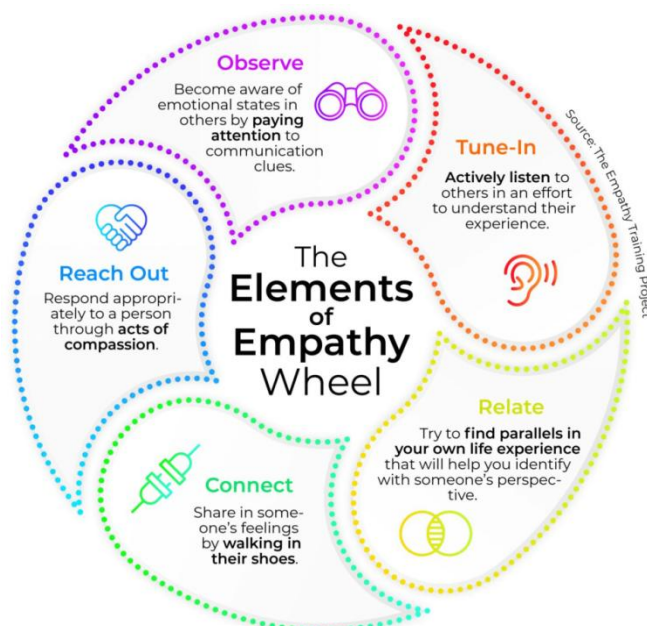 Observe
Become aware of
emotional states in
others by paying
attention to
communication
clues.
Tune-In
Actively listen to
others in an effort
to understand their
experience.
Source: The Empathy Training Project
Relate
Try to find parallels in
your own life experience
that will help you identify
with someone's perspec-
tive.
Connect
Share in some-
one's feelings
by walking in
their shoes.
Reach Out
Respond appropri-
ately to a person
through acts of
compassion.
The
Elements
of
Empathy
Wheel